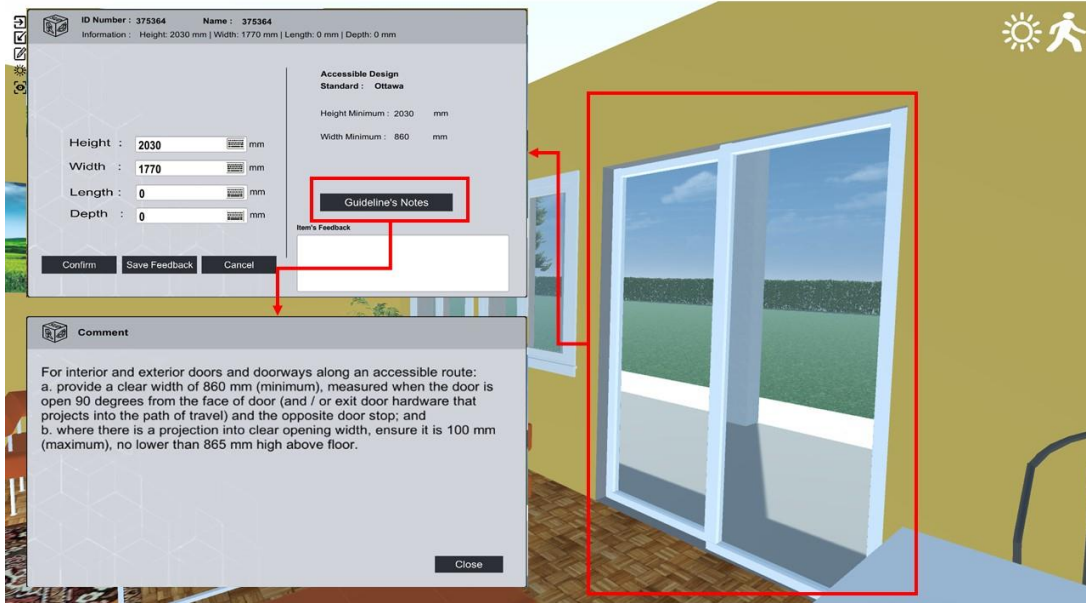 ID Number : 375364 Name : 375364
Information : Height: 2030 mm | Width: 1770 mm | Length: 0 mm | Depth: 0 mm
Accessible Design
Standard : Ottawa
Height Minimum : 2030 mm
Width Minimum : 860 mm
Height : 2030 mm
Width : 1770 mm
Length : 0 mm
Depth : 0 mm
Guideline's Notes
Item's Feedback
Confirm Save Feedback Cancel
Comment
For interior and exterior doors and doorways along an accessible route:
a. provide a clear width of 860 mm (minimum), measured when the door is
open 90 degrees from the face of door (and / or exit door hardware that
projects into the path of travel) and the opposite door stop; and
b. where there is a projection into clear opening width, ensure it is 100 mm
(maximum), no lower than 865 mm high above floor.
Close